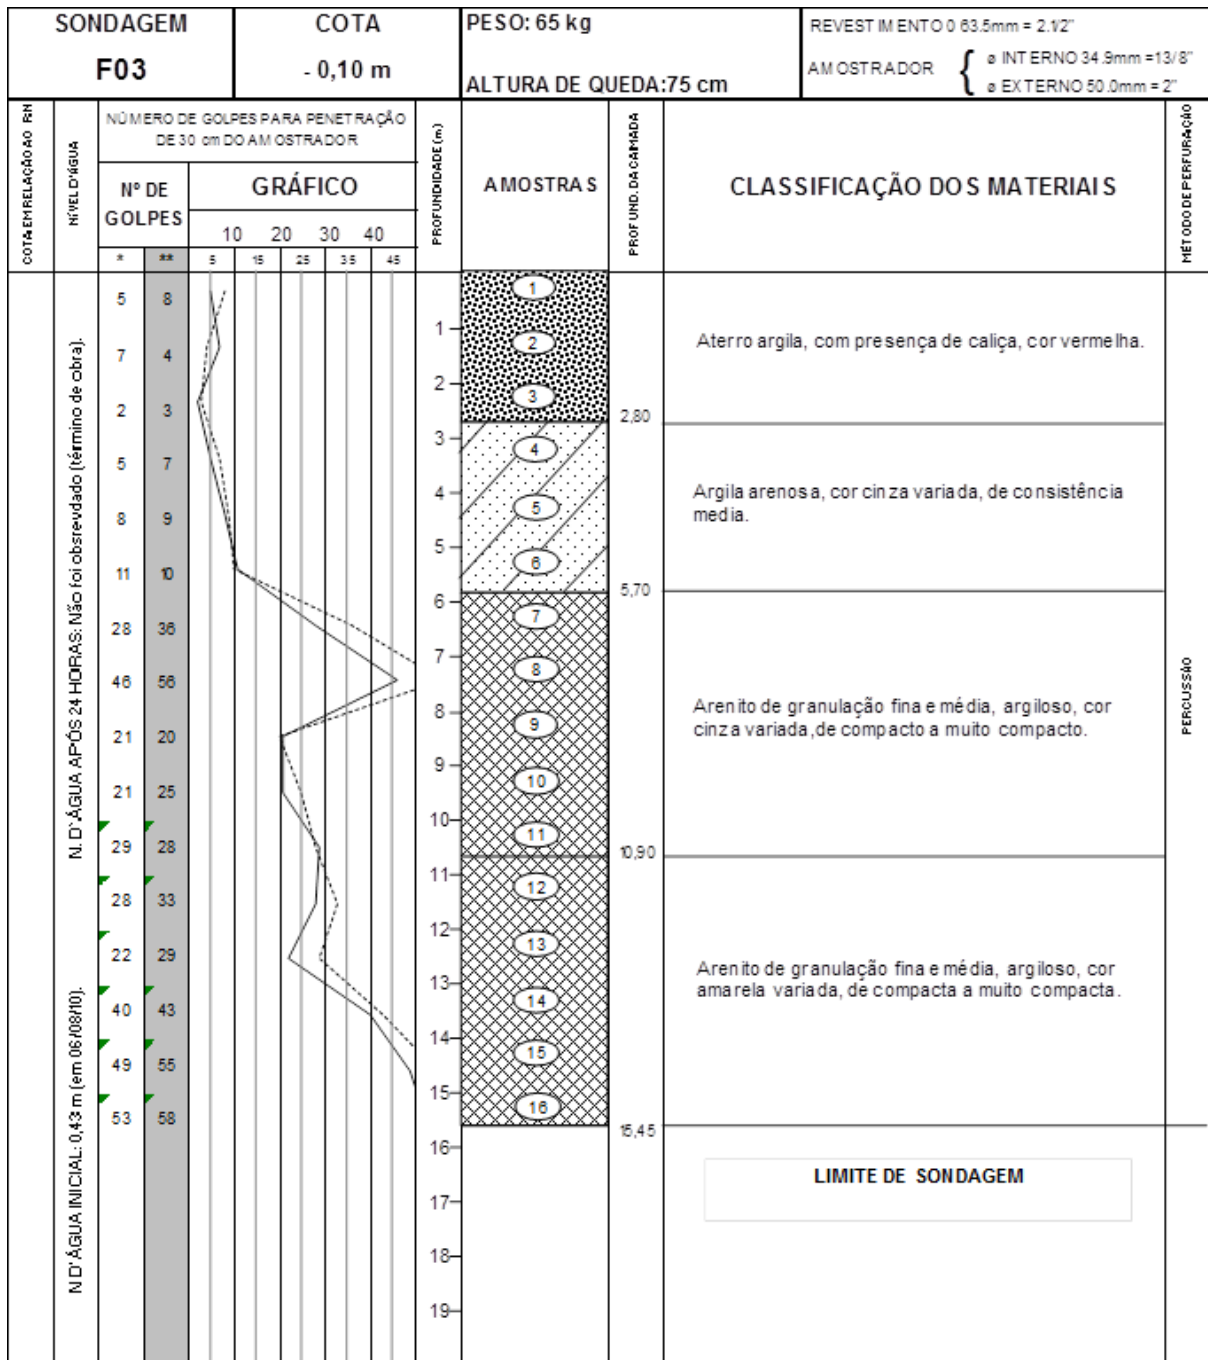 SONDAGEM
F03
COTA
- 0,10 m
PESO: 65 kg
ALTURA DE QUEDA:75 cm
REVESTIMENTO 0 63.5mm = 2.1/2"
AMOSTRADOR { ø INTERNO 34.9mm =13/8"
ø EXTERNO 50.0mm = 2"
COTA EM RELAÇÃO AO RN
NÍVEL D'ÁGUA
NÚMERO DE GOLPES PARA PENETRAÇÃO
DE 30 cm DO AMOSTRADOR
Nº DE
GOLPES
GRÁFICO
10 20 30 40
* ** 5 15 25 35 45
PROFUNDIDADE (m)
AMOSTRAS
PROFUND. DA CAMADA
CLASSIFICAÇÃO DOS MATERIAIS
MÉTODO DE PERFURAÇÃO
N. D'ÁGUA APÓS 24 HORAS: Não foi obsrevdado (término de obra).
N D'ÁGUA INICIAL: 0,43 m (em 06/08/10).
5 8
7 4
2 3
5 7
8 9
11 10
28 36
46 56
21 20
21 25
29 28
28 33
22 29
40 43
49 55
53 58
1
2
3
4
5
6
7
8
9
10
11
12
13
14
15
16
17
18
19
1
2
3
4
5
6
7
8
9
10
11
12
13
14
15
16
2,80
5,70
10,90
15,45
Aterro argila, com presença de caliça, cor vermelha.
Argila arenosa, cor cinza variada, de consistência
media.
Arenito de granulação fina e média, argiloso, cor
cinza variada,de compacto a muito compacto.
Arenito de granulação fina e média, argiloso, cor
amarela variada, de compacta a muito compacta.
LIMITE DE SONDAGEM
PERCUSSÃO